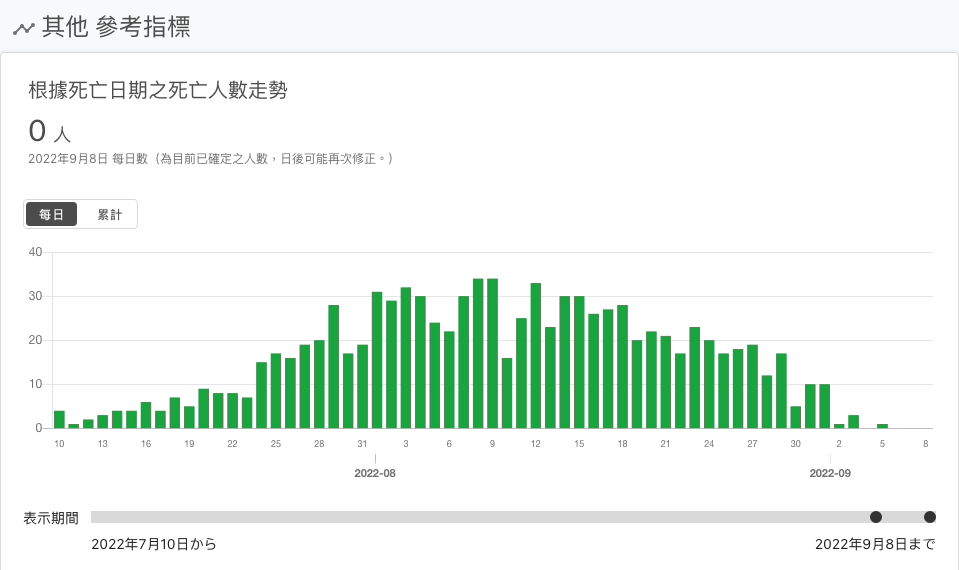 其他 參考指標
根據死亡日期之死亡人數走勢
0 人
2022年9月8日 每日數（為目前已確定之人數，日後可能再次修正。）
每日 累計
40
30
20
10
0
10 13 16 19 22 25 28 31 3 6 9 12 15 18 21 24 27 30 2 5 8
2022-08 2022-09
表示期間
2022年7月10日から 2022年9月8日まで